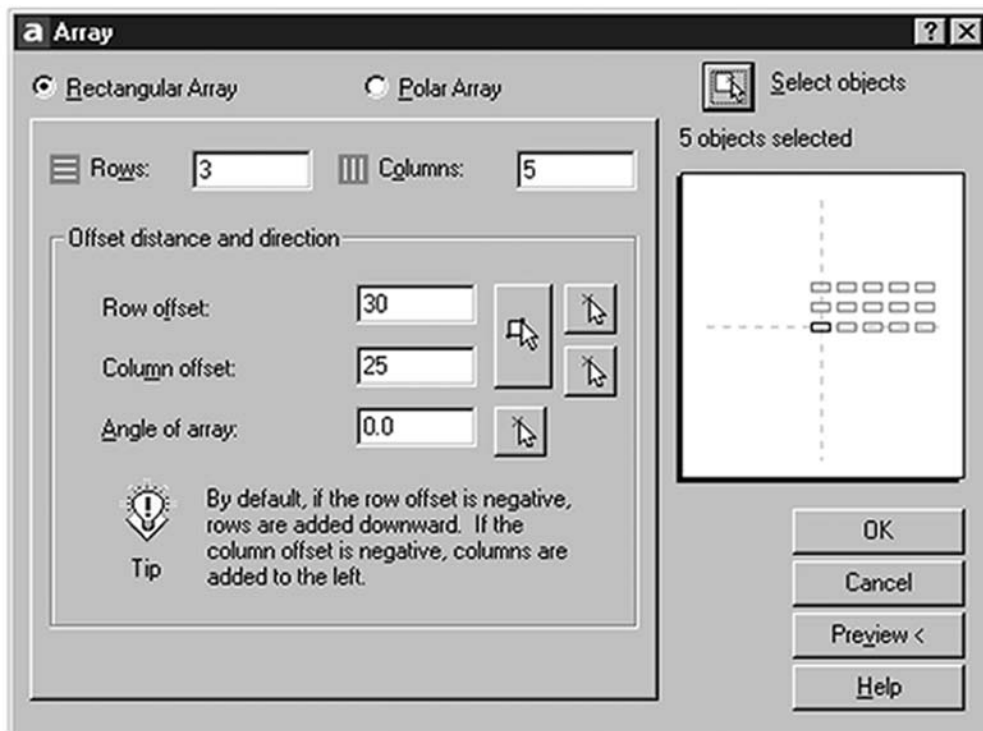 a Array
Rectangular Array
Polar Array
Select objects
5 objects selected
Rows: 3
Columns: 5
Offset distance and direction
Row offset: 30
Column offset: 25
Angle of array: 0.0
Tip
By default, if the row offset is negative,
rows are added downward. If the
column offset is negative, columns are
added to the left.
OK
Cancel
Preview <
Help